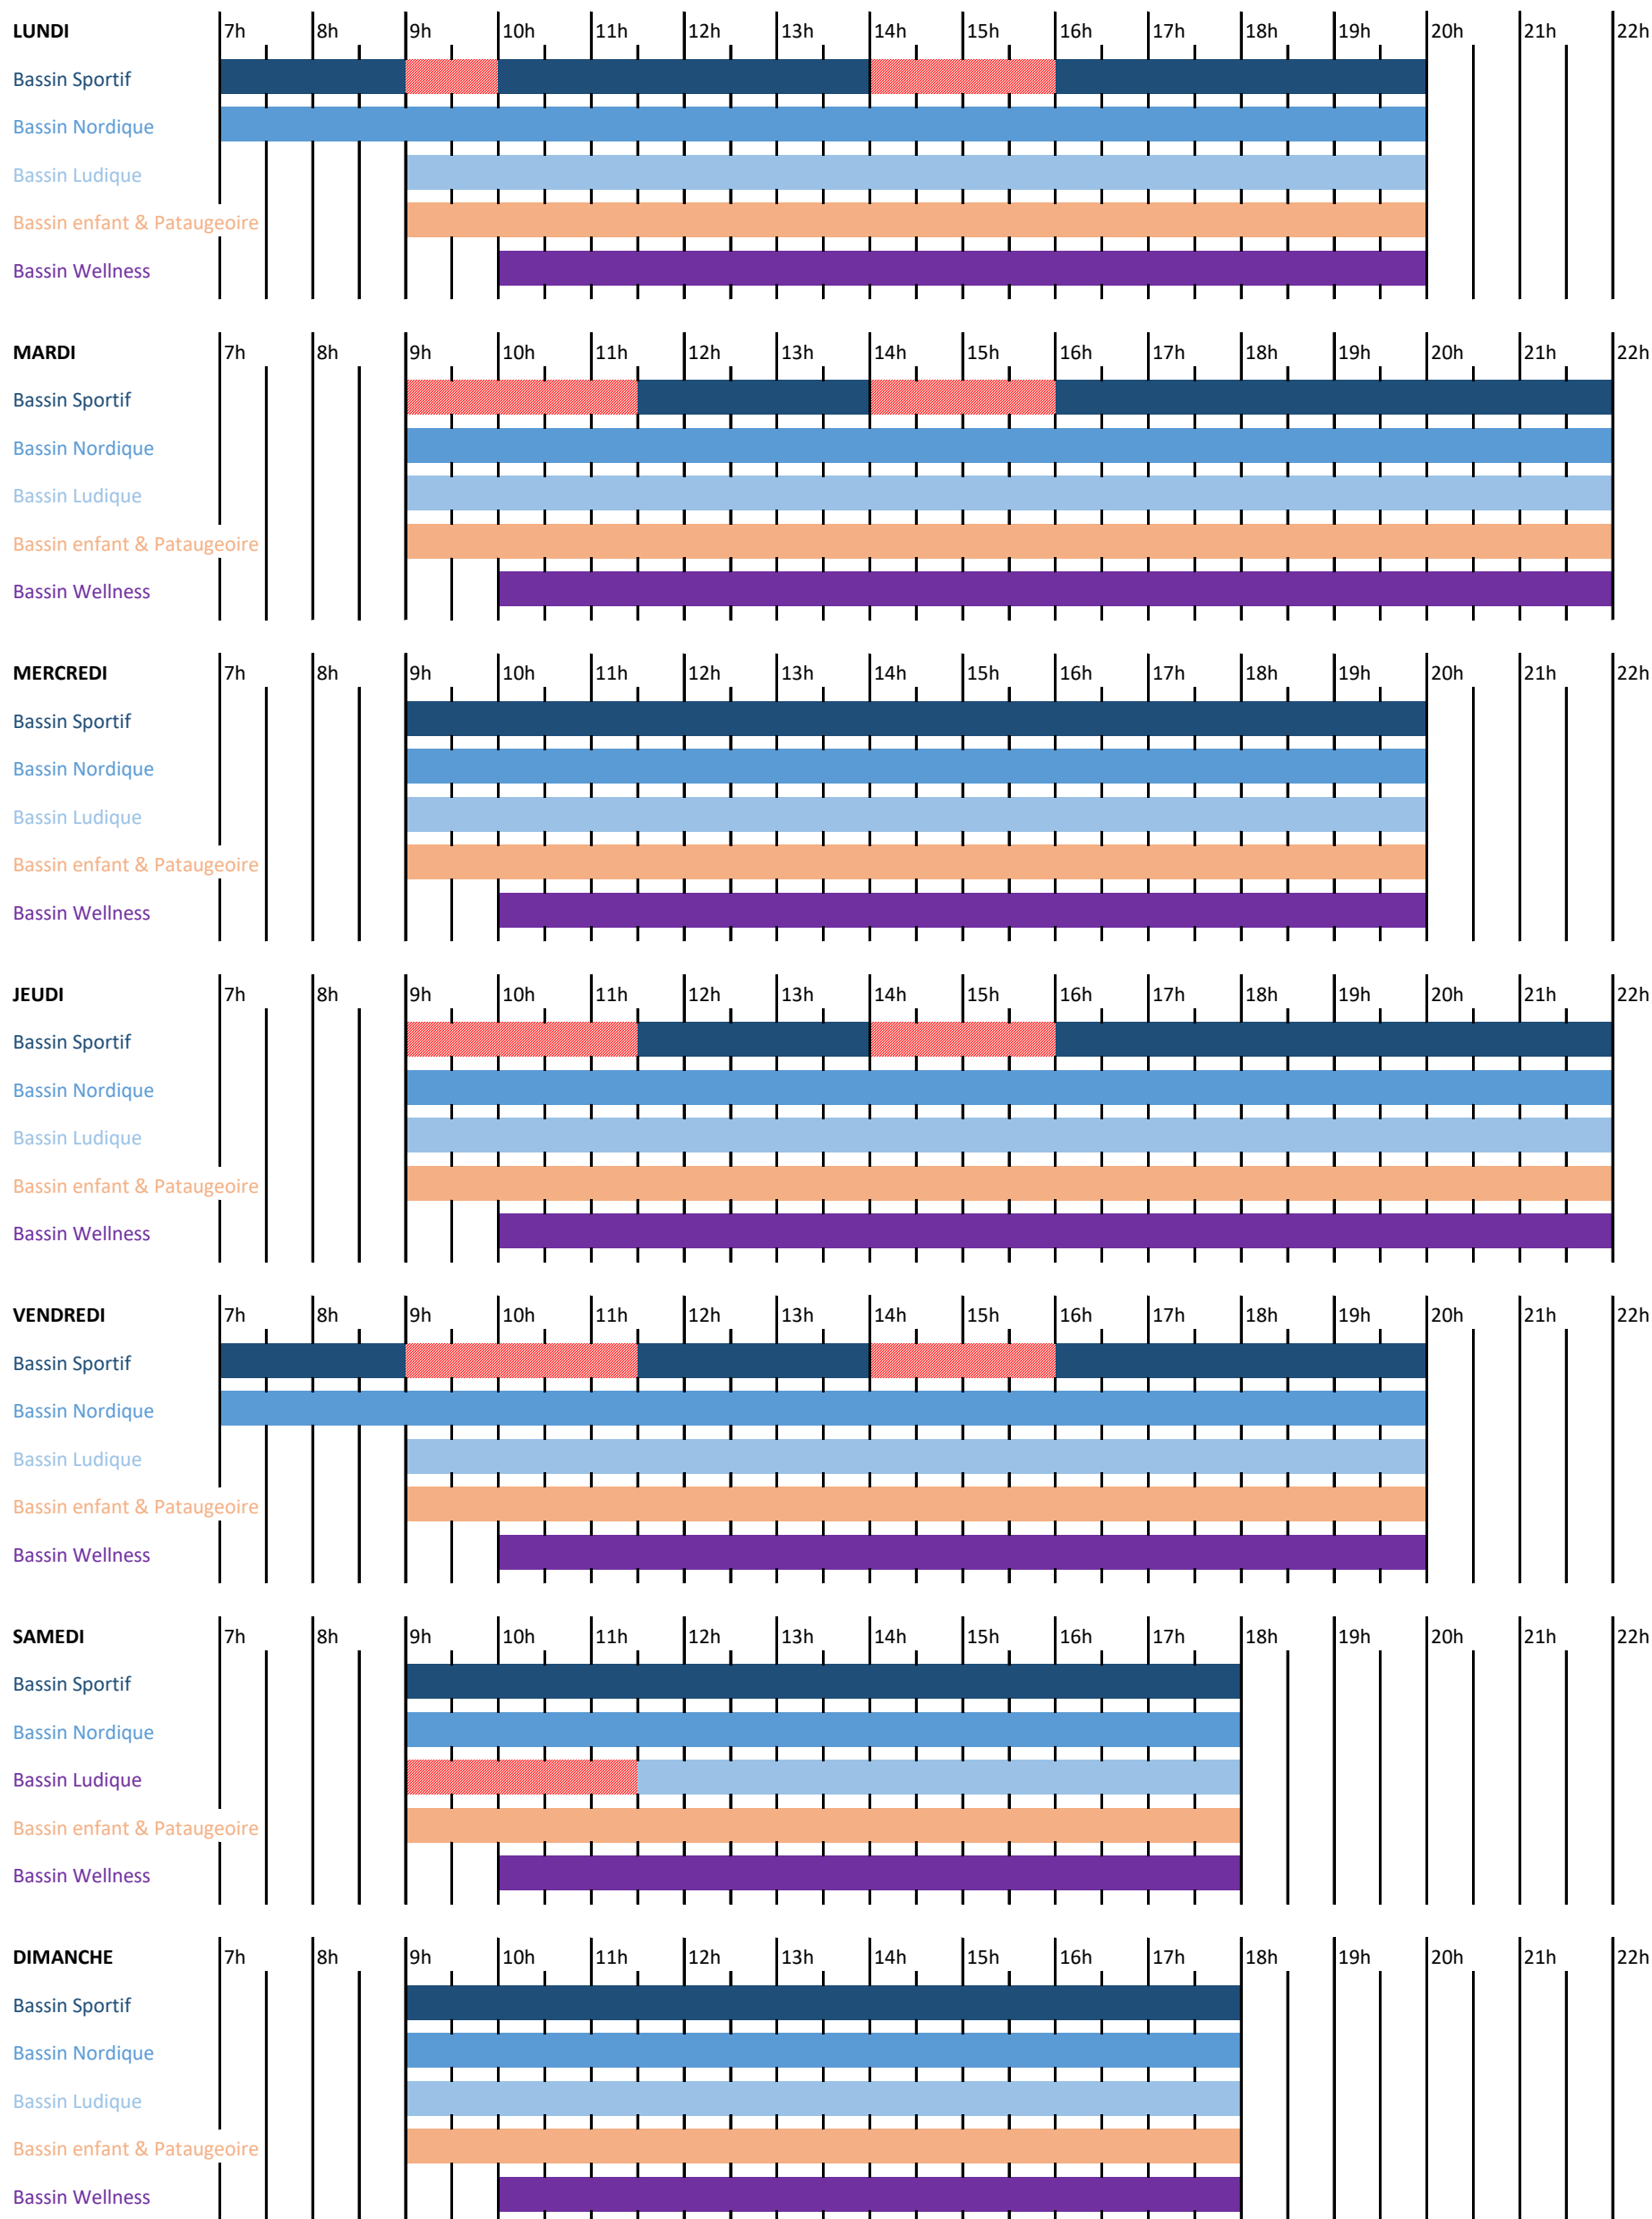 LUNDI 7h 8h 9h 10h 11h 12h 13h 14h 15h 16h 17h 18h 19h 20h 21h 22h
Bassin Sportif
Bassin Nordique
Bassin Ludique
Bassin enfant & Pataugeoire
Bassin Wellness
MARDI 7h 8h 9h 10h 11h 12h 13h 14h 15h 16h 17h 18h 19h 20h 21h 22h
Bassin Sportif
Bassin Nordique
Bassin Ludique
Bassin enfant & Pataugeoire
Bassin Wellness
MERCREDI 7h 8h 9h 10h 11h 12h 13h 14h 15h 16h 17h 18h 19h 20h 21h 22h
Bassin Sportif
Bassin Nordique
Bassin Ludique
Bassin enfant & Pataugeoire
Bassin Wellness
JEUDI 7h 8h 9h 10h 11h 12h 13h 14h 15h 16h 17h 18h 19h 20h 21h 22h
Bassin Sportif
Bassin Nordique
Bassin Ludique
Bassin enfant & Pataugeoire
Bassin Wellness
VENDREDI 7h 8h 9h 10h 11h 12h 13h 14h 15h 16h 17h 18h 19h 20h 21h 22h
Bassin Sportif
Bassin Nordique
Bassin Ludique
Bassin enfant & Pataugeoire
Bassin Wellness
SAMEDI 7h 8h 9h 10h 11h 12h 13h 14h 15h 16h 17h 18h 19h 20h 21h 22h
Bassin Sportif
Bassin Nordique
Bassin Ludique
Bassin enfant & Pataugeoire
Bassin Wellness
DIMANCHE 7h 8h 9h 10h 11h 12h 13h 14h 15h 16h 17h 18h 19h 20h 21h 22h
Bassin Sportif
Bassin Nordique
Bassin Ludique
Bassin enfant & Pataugeoire
Bassin Wellness